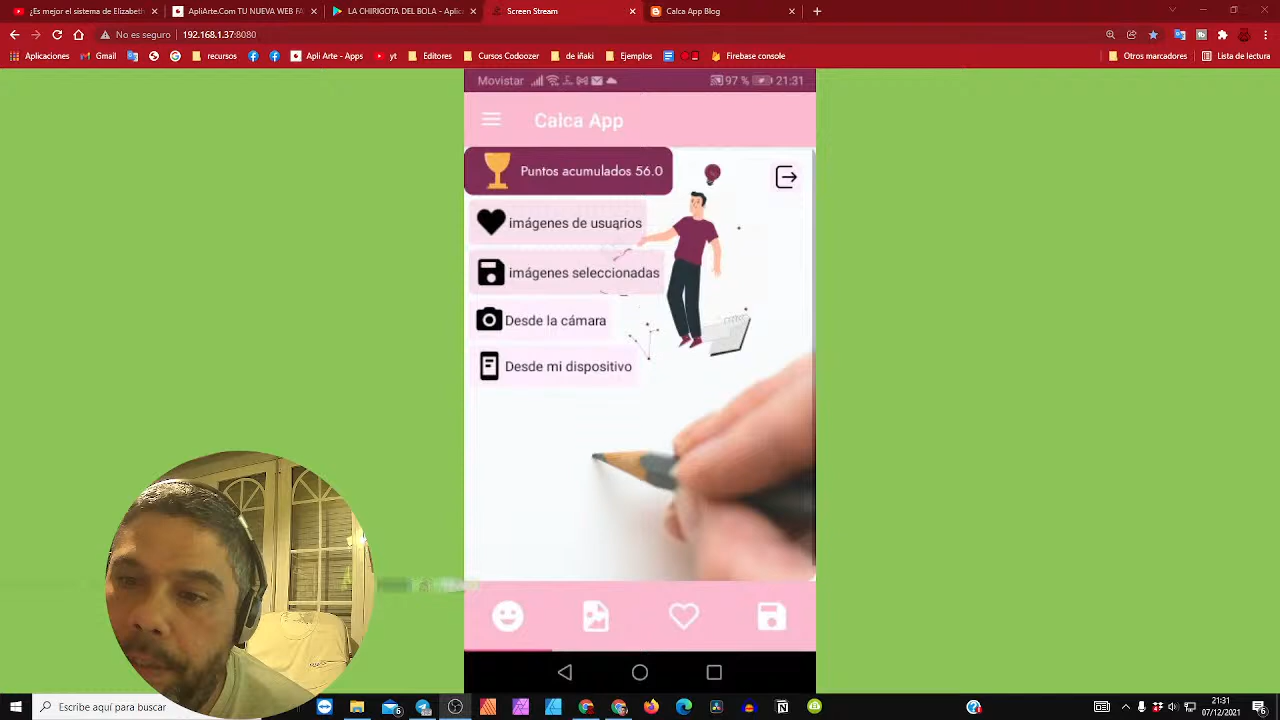 ¿Es mejor el sistema de Elizabeth
ApliArte.Com TU NUEVA WEB FA
LA CHIRIGOTA DEL BOLA - Aplic
Screen Stream
Calca App Blog
No es seguro
192.168.1.37:8080
Aplicaciones
Gmail
recursos
Apli Arte - Apps
yt
Editores
Cursos Codoozer
de iñaki
Ejemplos
Firebase console
Otros marcadores
Lista de lectura
Movistar
97 %
21:31
Calca App
Puntos acumulados 56.0
imágenes de usuarios
imágenes seleccionadas
Desde la cámara
Desde mi dispositivo
Escribe aquí para buscar
21:31
07/12/2021